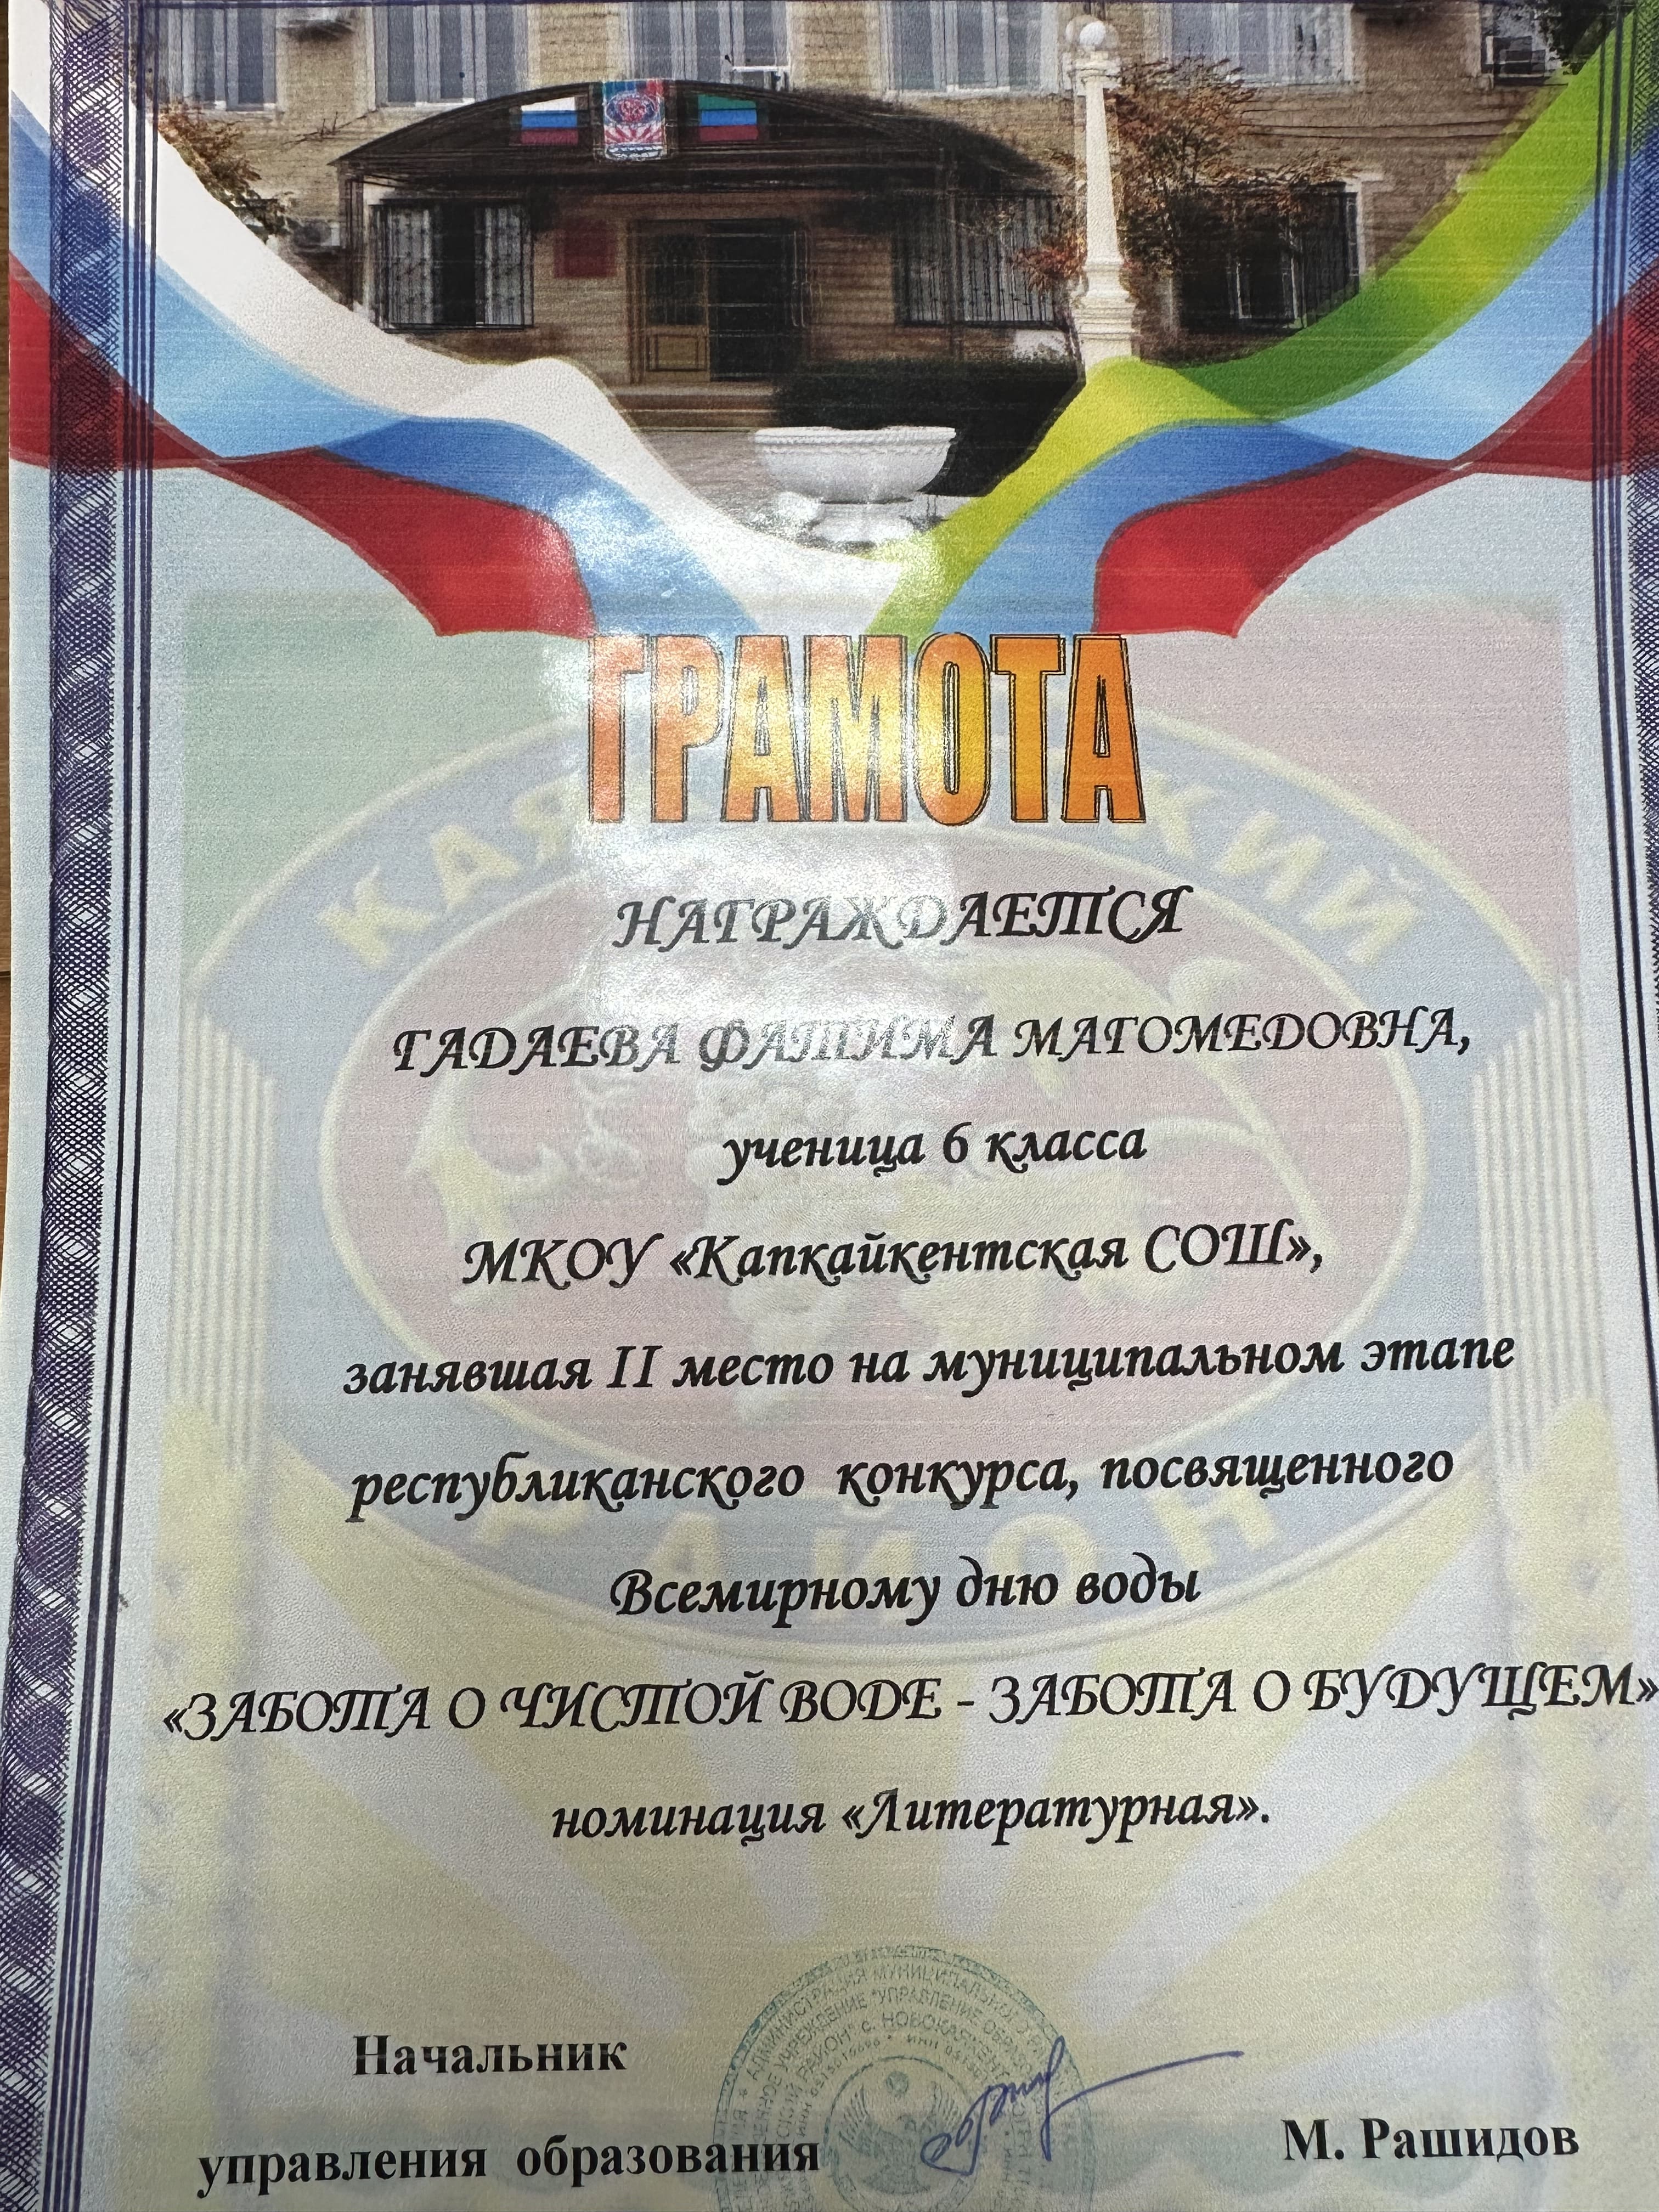 ГРАМОТА
НАГРАЖДАЕТСЯ
ГАДАЕВА ФАТИМА МАГОМЕДОВНА,
ученица 6 класса
МКОУ «Капкайкентская СОШ»,
занявшая II место на муниципальном этапе
республиканского конкурса, посвященного
Всемирному дню воды
«ЗАБОТА О ЧИСТОЙ ВОДЕ - ЗАБОТА О БУДУЩЕМ»
номинация «Литературная».
РАЙОН
Начальник
управления образования
М. Рашидов